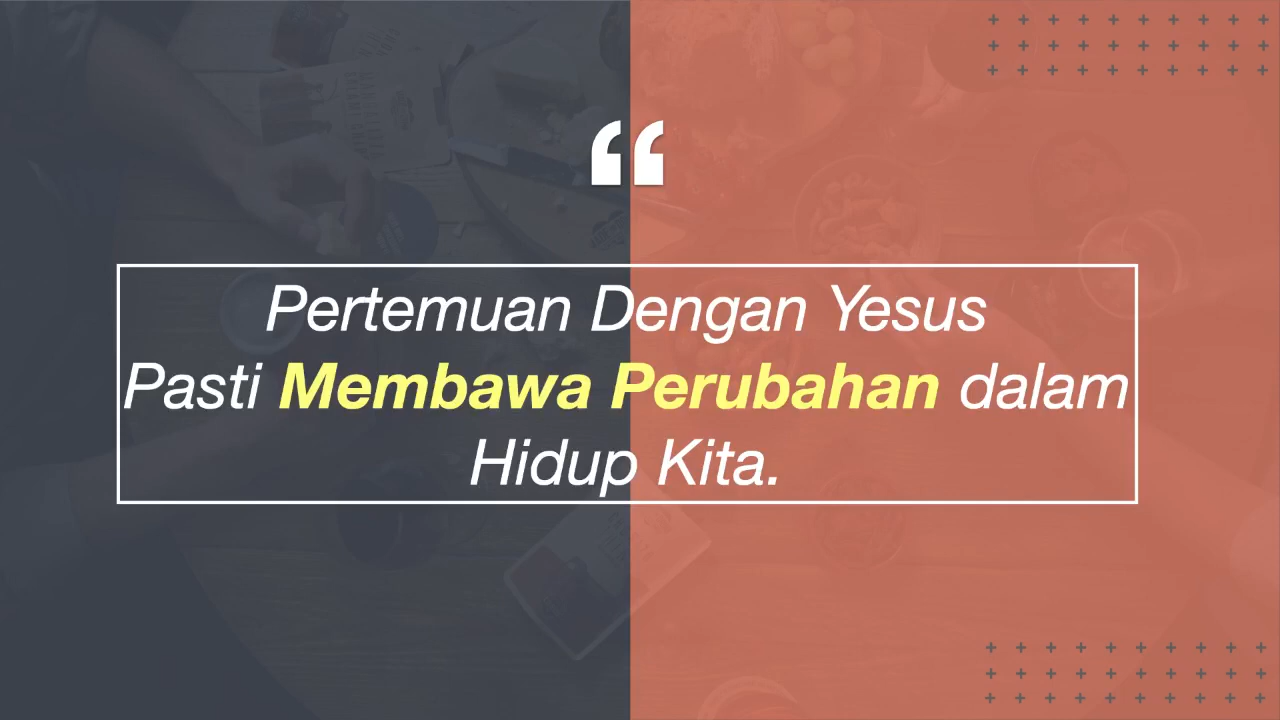 “
Pertemuan Dengan Yesus
Pasti Membawa Perubahan dalam
Hidup Kita.